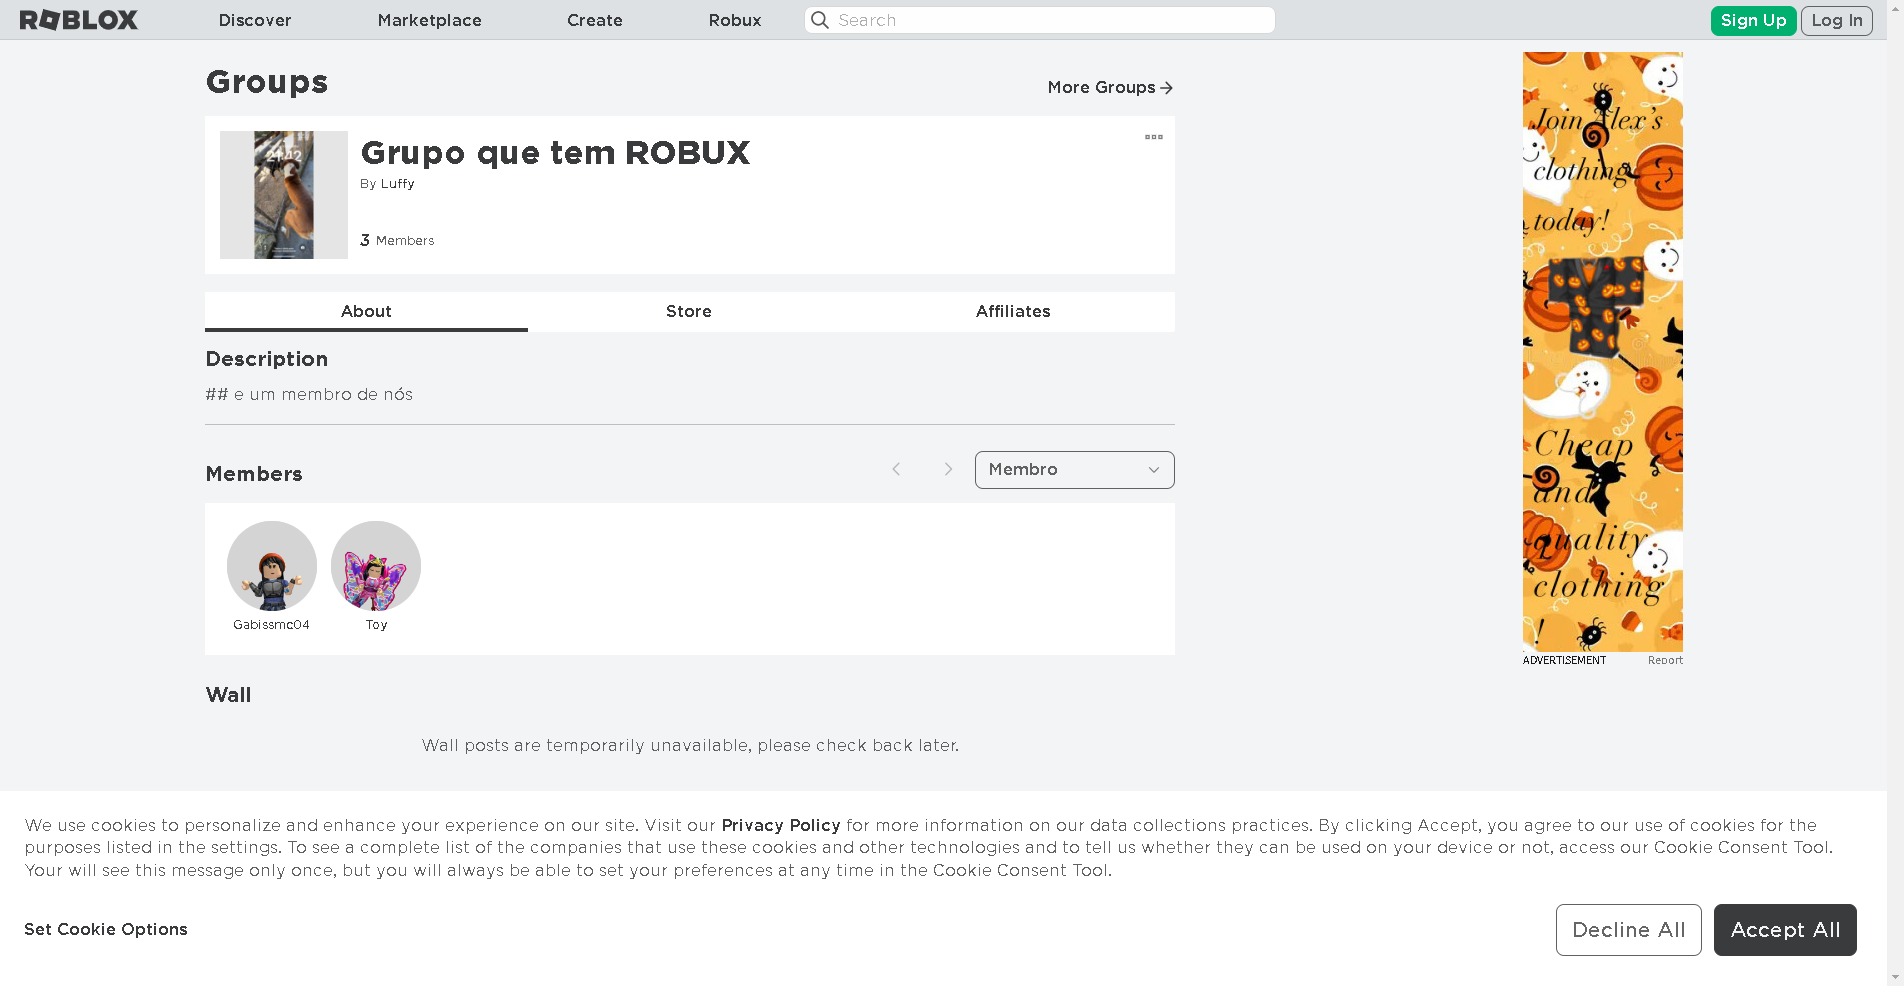 ROBLOX
Discover
Marketplace
Create
Robux
Search
Sign Up
Log In
Groups
More Groups
21:42
Grupo que tem ROBUX
By Luffy
3 Members
About
Store
Affiliates
Description
## e um membro de nós
Members
Membro
Gabissmc04
Toy
Wall
Wall posts are temporarily unavailable, please check back later.
Join Alex's
clothing
today!
Cheap
and
quality
clothing
!
ADVERTISEMENT
Report
We use cookies to personalize and enhance your experience on our site. Visit our Privacy Policy for more information on our data collections practices. By clicking Accept, you agree to our use of cookies for the
purposes listed in the settings. To see a complete list of the companies that use these cookies and other technologies and to tell us whether they can be used on your device or not, access our Cookie Consent Tool.
Your will see this message only once, but you will always be able to set your preferences at any time in the Cookie Consent Tool.
Set Cookie Options
Decline All
Accept All